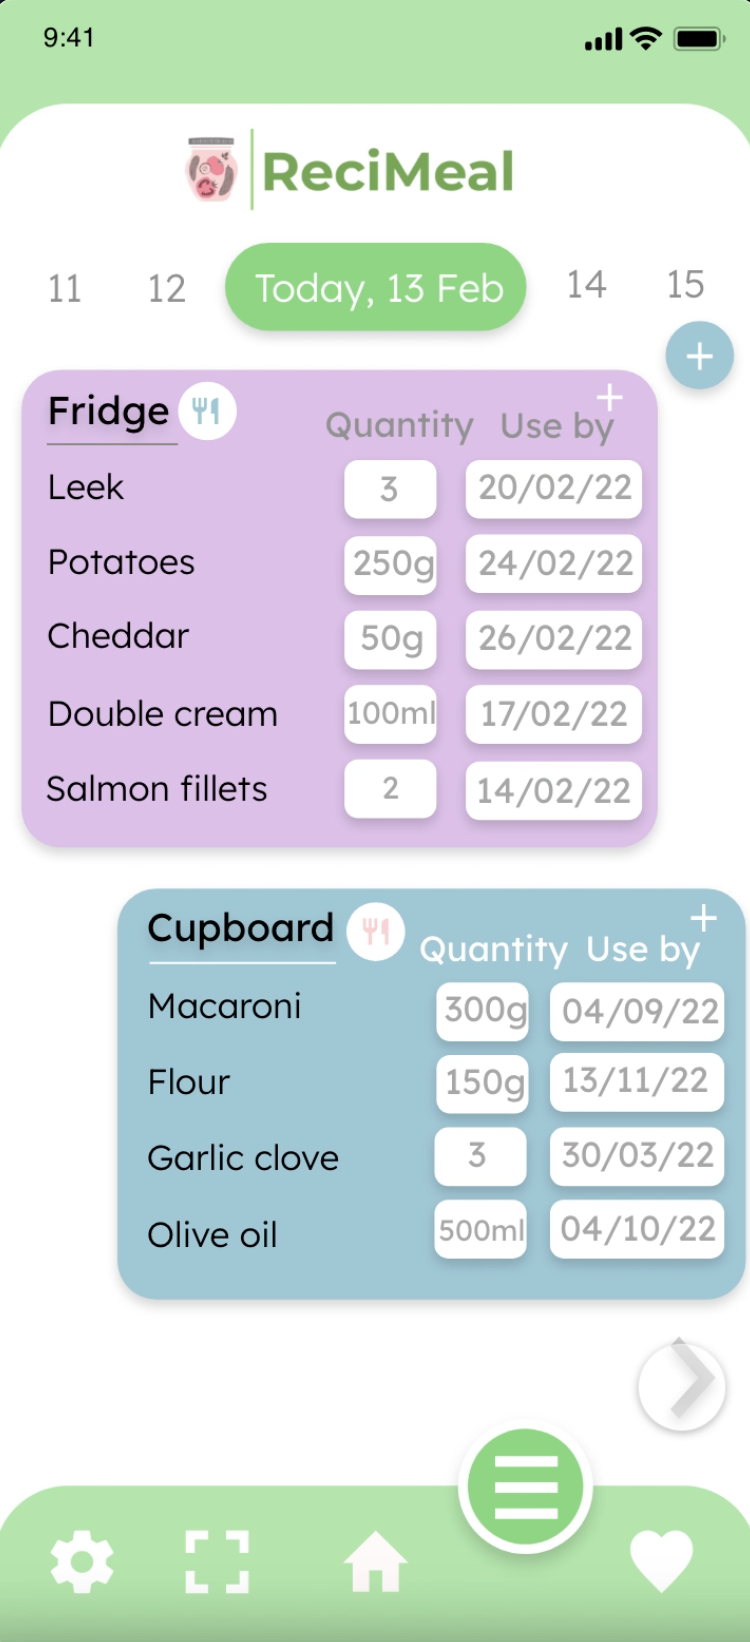 9:41
ReciMeal
11 12 Today, 13 Feb 14 15
+
Fridge
+
Quantity Use by
Leek 3 20/02/22
Potatoes 250g 24/02/22
Cheddar 50g 26/02/22
Double cream 100ml 17/02/22
Salmon fillets 2 14/02/22
Cupboard
+
Quantity Use by
Macaroni 300g 04/09/22
Flour 150g 13/11/22
Garlic clove 3 30/03/22
Olive oil 500ml 04/10/22